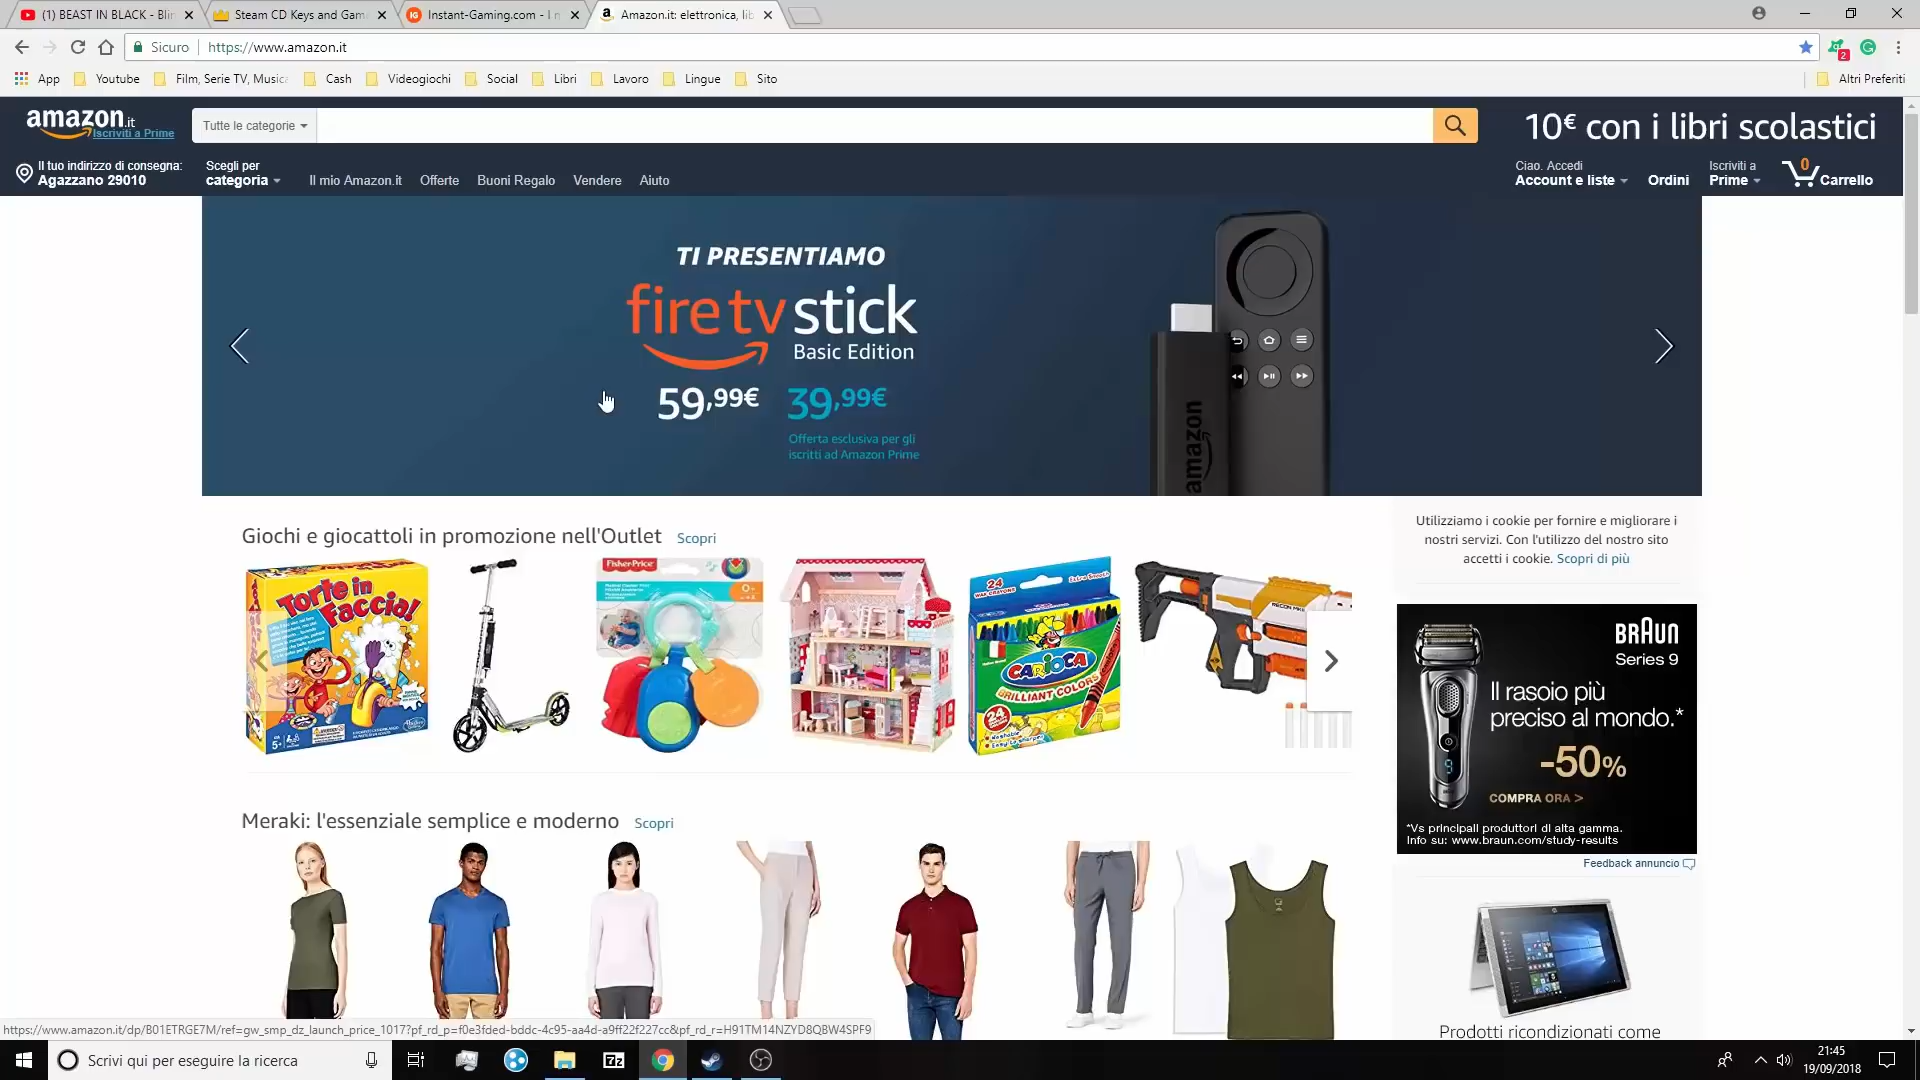 (1) BEAST IN BLACK - Blin
Steam CD Keys and Gam
Instant-Gaming.com - I n
Amazon.it: elettronica, lib
Sicuro
https://www.amazon.it
App
Youtube
Film, Serie TV, Musica
Cash
Videogiochi
Social
Libri
Lavoro
Lingue
Sito
Altri Preferiti
amazon.it
Iscriviti a Prime
Tutte le categorie
10€ con i libri scolastici
Il tuo indirizzo di consegna:
Agazzano 29010
Scegli per
categoria
Il mio Amazon.it
Offerte
Buoni Regalo
Vendere
Aiuto
Ciao. Accedi
Account e liste
Ordini
Iscriviti a
Prime
0
Carrello
TI PRESENTIAMO
fire tv stick
Basic Edition
59,99€ 39,99€
Offerta esclusiva per gli
iscritti ad Amazon Prime
amazon
Giochi e giocattoli in promozione nell'Outlet Scopri
Torte in
Faccia!
5+
Fisher-Price
24
CARIOCA
BRILLIANT COLORS
24
RECON MKII
Utilizziamo i cookie per fornire e migliorare i
nostri servizi. Con l'utilizzo del nostro sito
accetti i cookie. Scopri di più
BRAUN
Series 9
Il rasoio più
preciso al mondo.*
-50%
COMPRA ORA >
*Vs principali produttori di alta gamma.
Info su: www.braun.com/study-results
Feedback annuncio
Meraki: l'essenziale semplice e moderno Scopri
Prodotti ricondizionati come
https://www.amazon.it/dp/B01ETRGE7M/ref=gw_smp_dz_launch_price_1017?pf_rd_p=f0e3fded-bddc-4c95-aa4d-a9ff22f227cc&pf_rd_r=H91TM14NZYD8QBW4SPF9
Scrivi qui per eseguire la ricerca
7z
21:45
19/09/2018